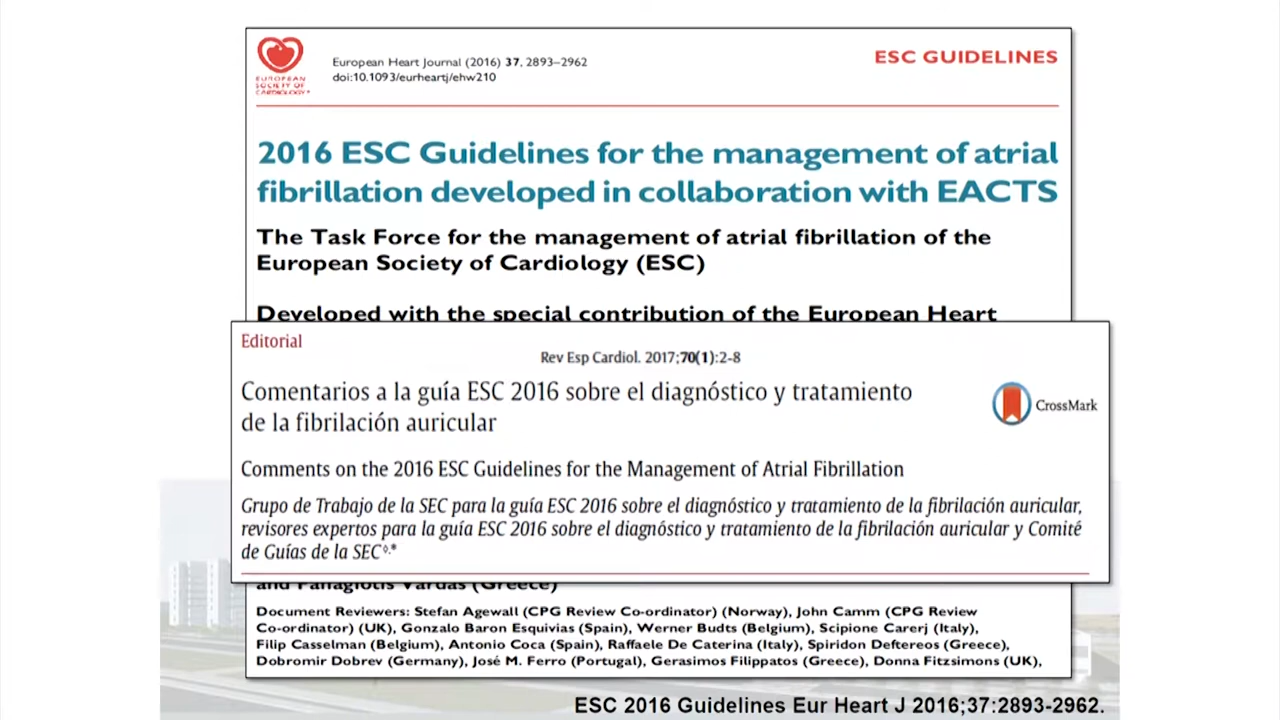 EUROPEAN
SOCIETY OF
CARDIOLOGY®
European Heart Journal (2016) 37, 2893–2962
doi:10.1093/eurheartj/ehw210
ESC GUIDELINES
2016 ESC Guidelines for the management of atrial
fibrillation developed in collaboration with EACTS
The Task Force for the management of atrial fibrillation of the
European Society of Cardiology (ESC)
Developed with the special contribution of the European Heart
Editorial
Rev Esp Cardiol. 2017;70(1):2-8
Comentarios a la guía ESC 2016 sobre el diagnóstico y tratamiento
de la fibrilación auricular
CrossMark
Comments on the 2016 ESC Guidelines for the Management of Atrial Fibrillation
Grupo de Trabajo de la SEC para la guía ESC 2016 sobre el diagnóstico y tratamiento de la fibrilación auricular,
revisores expertos para la guía ESC 2016 sobre el diagnóstico y tratamiento de la fibrilación auricular y Comité
de Guías de la SEC◊,*
and Panagiotis Vardas (Greece)
Document Reviewers: Stefan Agewall (CPG Review Co-ordinator) (Norway), John Camm (CPG Review
Co-ordinator) (UK), Gonzalo Baron Esquivias (Spain), Werner Budts (Belgium), Scipione Carerj (Italy),
Filip Casselman (Belgium), Antonio Coca (Spain), Raffaele De Caterina (Italy), Spiridon Deftereos (Greece),
Dobromir Dobrev (Germany), José M. Ferro (Portugal), Gerasimos Filippatos (Greece), Donna Fitzsimons (UK),
ESC 2016 Guidelines Eur Heart J 2016;37:2893-2962.